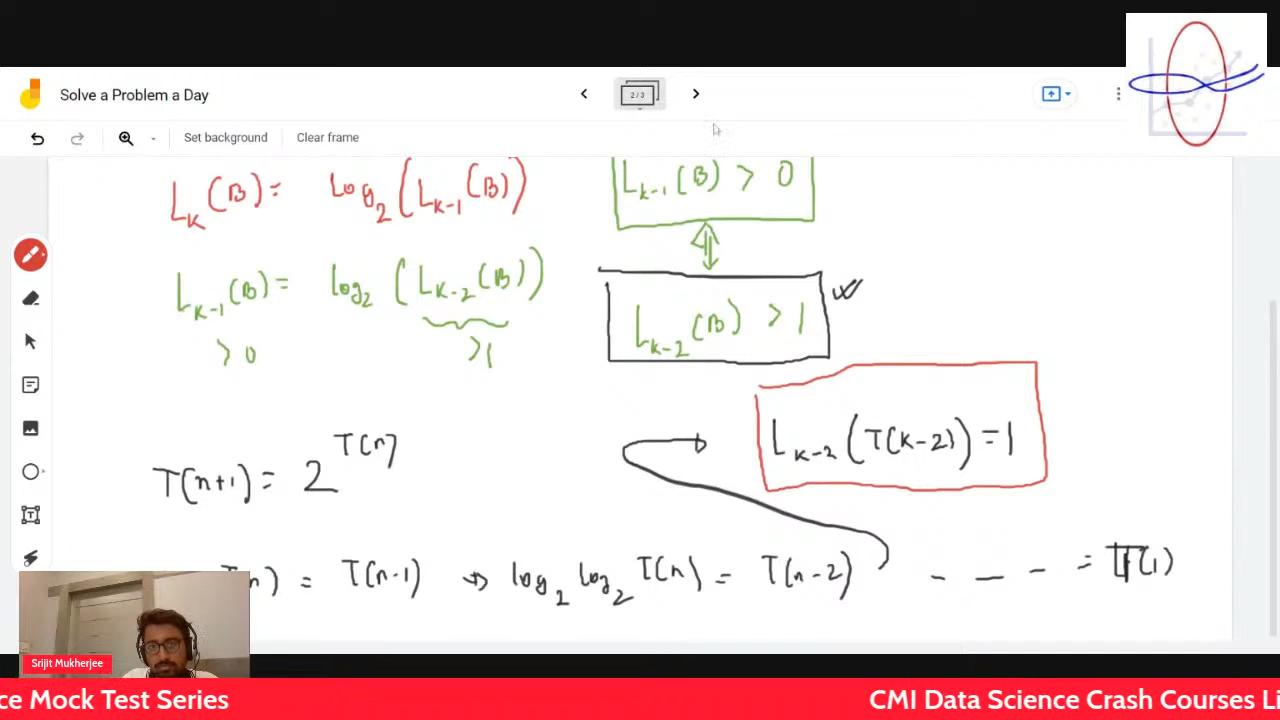 Solve a Problem a Day
2 / 3
Set background
Clear frame
L_k(B) = log_2(L_{k-1}(B))
L_{k-1}(B) > 0
L_{k-1}(B) = log_2(L_{k-2}(B))
> 0
>1
L_{k-2}(B) > 1
L_{k-2}(T(k-2)) = 1
T(n+1) = 2^{T(n)}
n) = T(n-1) → log_2 log_2 T(n) = T(n-2) - - - = T(1)
Srijit Mukherjee
ce Mock Test Series
CMI Data Science Crash Courses Li